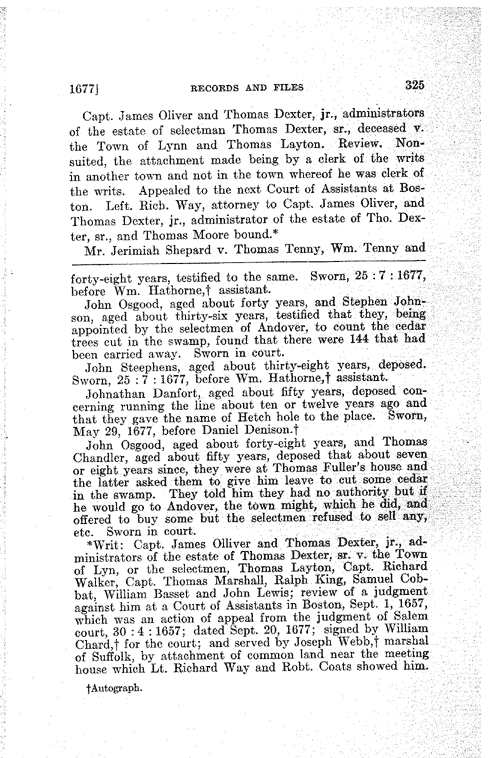 1677] RECORDS AND FILES 325
Capt. James Oliver and Thomas Dexter, jr., administrators
of the estate of selectman Thomas Dexter, sr., deceased v.
the Town of Lynn and Thomas Layton. Review. Non-
suited, the attachment made being by a clerk of the writs
in another town and not in the town whereof he was clerk of
the writs. Appealed to the next Court of Assistants at Bos-
ton. Left. Rich. Way, attorney to Capt. James Oliver, and
Thomas Dexter, jr., administrator of the estate of Tho. Dex-
ter, sr., and Thomas Moore bound.*
Mr. Jerimiah Shepard v. Thomas Tenny, Wm. Tenny and
forty-eight years, testified to the same. Sworn, 25 : 7 : 1677,
before Wm. Hathorne,† assistant.
John Osgood, aged about forty years, and Stephen John-
son, aged about thirty-six years, testified that they, being
appointed by the selectmen of Andover, to count the cedar
trees cut in the swamp, found that there were 144 that had
been carried away. Sworn in court.
John Steephens, aged about thirty-eight years, deposed.
Sworn, 25 : 7 : 1677, before Wm. Hathorne,† assistant.
Johnathan Danfort, aged about fifty years, deposed con-
cerning running the line about ten or twelve years ago and
that they gave the name of Hetch hole to the place. Sworn,
May 29, 1677, before Daniel Denison.†
John Osgood, aged about forty-eight years, and Thomas
Chandler, aged about fifty years, deposed that about seven
or eight years since, they were at Thomas Fuller's house and
the latter asked them to give him leave to cut some cedar
in the swamp. They told him they had no authority but if
he would go to Andover, the town might, which he did, and
offered to buy some but the selectmen refused to sell any,
etc. Sworn in court.
*Writ: Capt. James Olliver and Thomas Dexter, jr., ad-
ministrators of the estate of Thomas Dexter, sr. v. the Town
of Lyn, or the selectmen, Thomas Layton, Capt. Richard
Walker, Capt. Thomas Marshall, Ralph King, Samuel Cob-
bat, William Basset and John Lewis; review of a judgment
against him at a Court of Assistants in Boston, Sept. 1, 1657,
which was an action of appeal from the judgment of Salem
court, 30 : 4 : 1657; dated Sept. 20, 1677; signed by William
Chard,† for the court; and served by Joseph Webb,† marshal
of Suffolk, by attachment of common land near the meeting
house which Lt. Richard Way and Robt. Coats showed him.
†Autograph.